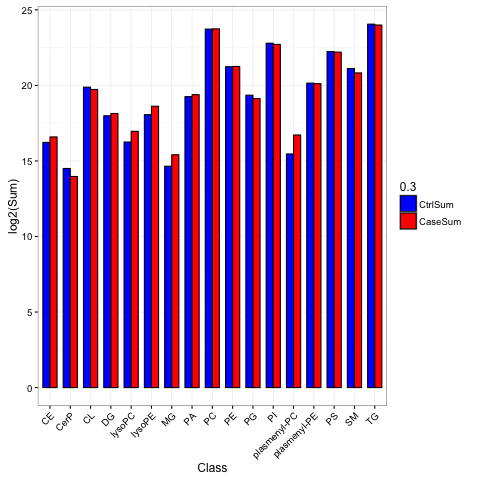 25
20
15
10
5
0
log2(Sum)
CE
CerP
CL
DG
lysoPC
lysoPE
MG
PA
PC
PE
PG
PI
plasmenyl-PC
plasmenyl-PE
PS
SM
TG
Class
0.3
CtrlSum
CaseSum